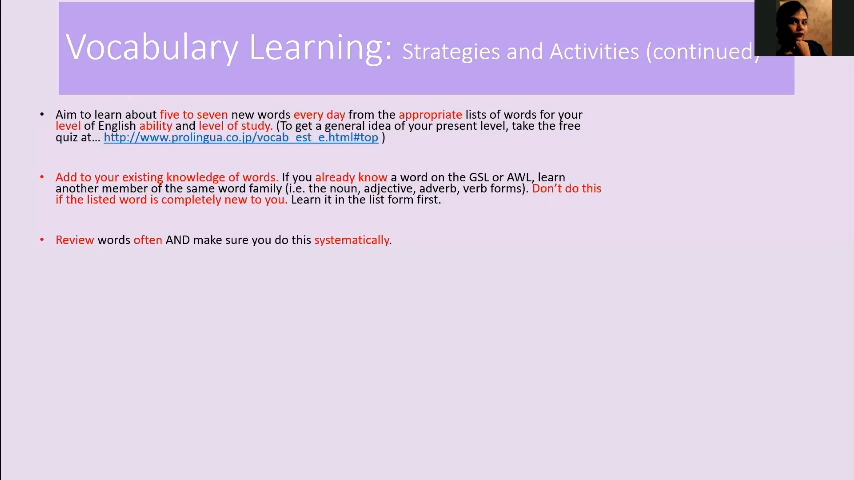 Vocabulary Learning: Strategies and Activities (continued)
• Aim to learn about five to seven new words every day from the appropriate lists of words for your
level of English ability and level of study. (To get a general idea of your present level, take the free
quiz at... http://www.prolingua.co.jp/vocab_est_e.html#top )
• Add to your existing knowledge of words. If you already know a word on the GSL or AWL, learn
another member of the same word family (i.e. the noun, adjective, adverb, verb forms). Don't do this
if the listed word is completely new to you. Learn it in the list form first.
• Review words often AND make sure you do this systematically.